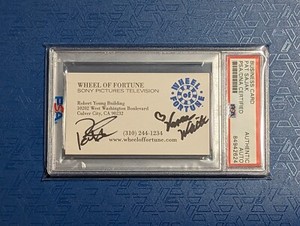 WHEEL OF FORTUNE
SONY PICTURES TELEVISION
Robert Young Building
10202 West Washington Boulevard
Culver City, CA 90232
(310) 244-1234
www.wheeloffortune.com
WHEEL
OF
FORTUNE
Vanna White
PSA
BUSINESS CARD
PAT SAJAK
PSA/DNA CERTIFIED
AUTHENTIC
AUTO